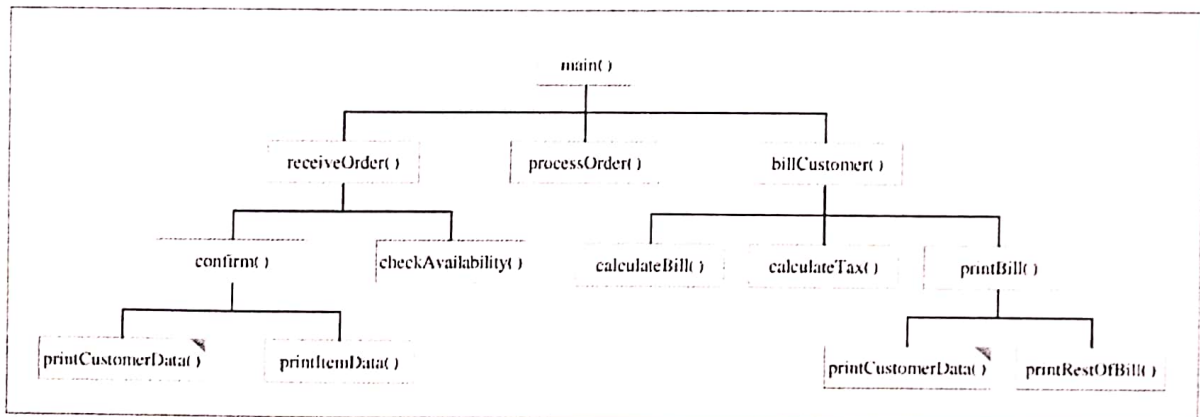 main( )
receiveOrder( ) processOrder( ) billCustomer( )
confirm( ) checkAvailability( ) calculateBill( ) calculateTax( ) printBill( )
printCustomerData( ) printItemData( ) printCustomerData( ) printRestOfBill( )